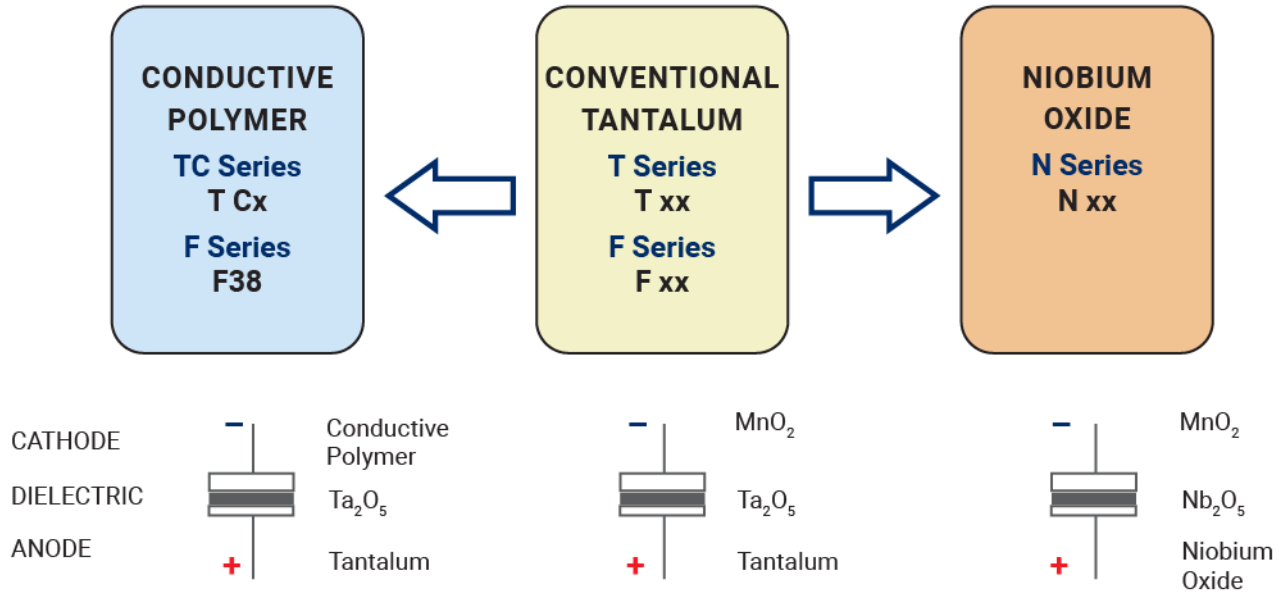 CONDUCTIVE
POLYMER
TC Series
T Cx
F Series
F38
CONVENTIONAL
TANTALUM
T Series
T xx
F Series
F xx
NIOBIUM
OXIDE
N Series
N xx
CATHODE
DIELECTRIC
ANODE
−
Conductive
Polymer
Ta₂O₅
+
Tantalum
−
MnO₂
Ta₂O₅
+
Tantalum
−
MnO₂
Nb₂O₅
+
Niobium
Oxide